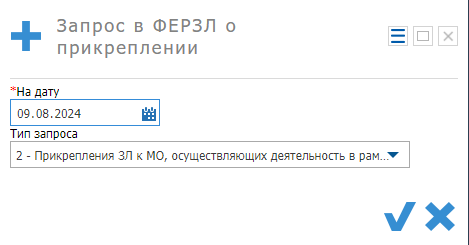 Запрос в ФЕРЗЛ о
прикреплении
*На дату
09.08.2024
Тип запроса
2 - Прикрепления ЗЛ к МО, осуществляющих деятельность в рам...